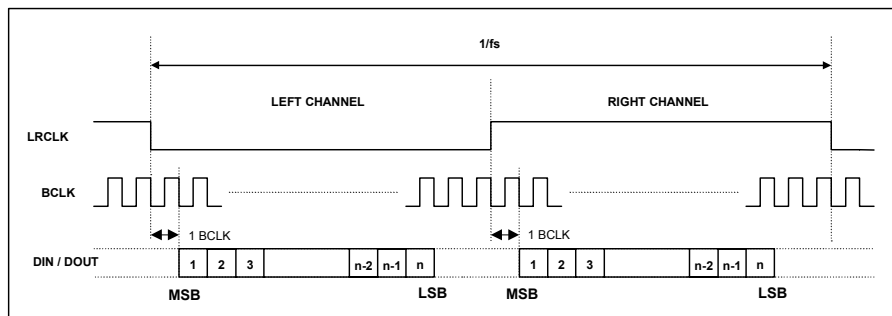 1/fs
LEFT CHANNEL RIGHT CHANNEL
LRCLK
BCLK
1 BCLK 1 BCLK
DIN / DOUT 1 2 3 n-2 n-1 n 1 2 3 n-2 n-1 n
MSB LSB MSB LSB